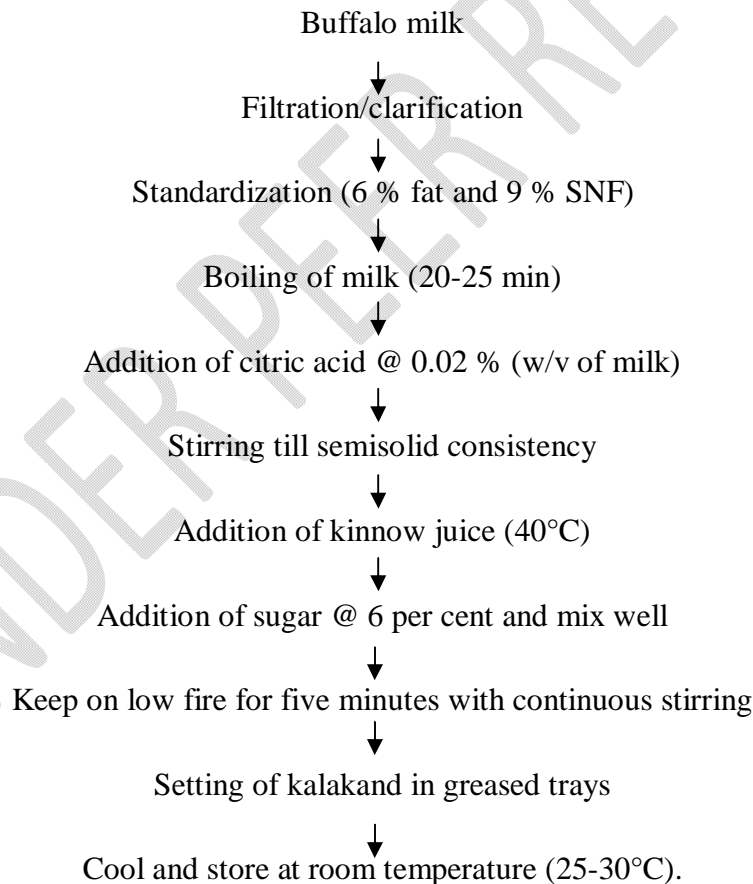 Buffalo milk
Filtration/clarification
Standardization (6 % fat and 9 % SNF)
Boiling of milk (20-25 min)
Addition of citric acid @ 0.02 % (w/v of milk)
Stirring till semisolid consistency
Addition of kinnow juice (40°C)
Addition of sugar @ 6 per cent and mix well
Keep on low fire for five minutes with continuous stirring
Setting of kalakand in greased trays
Cool and store at room temperature (25-30°C).
NDER PEER RE